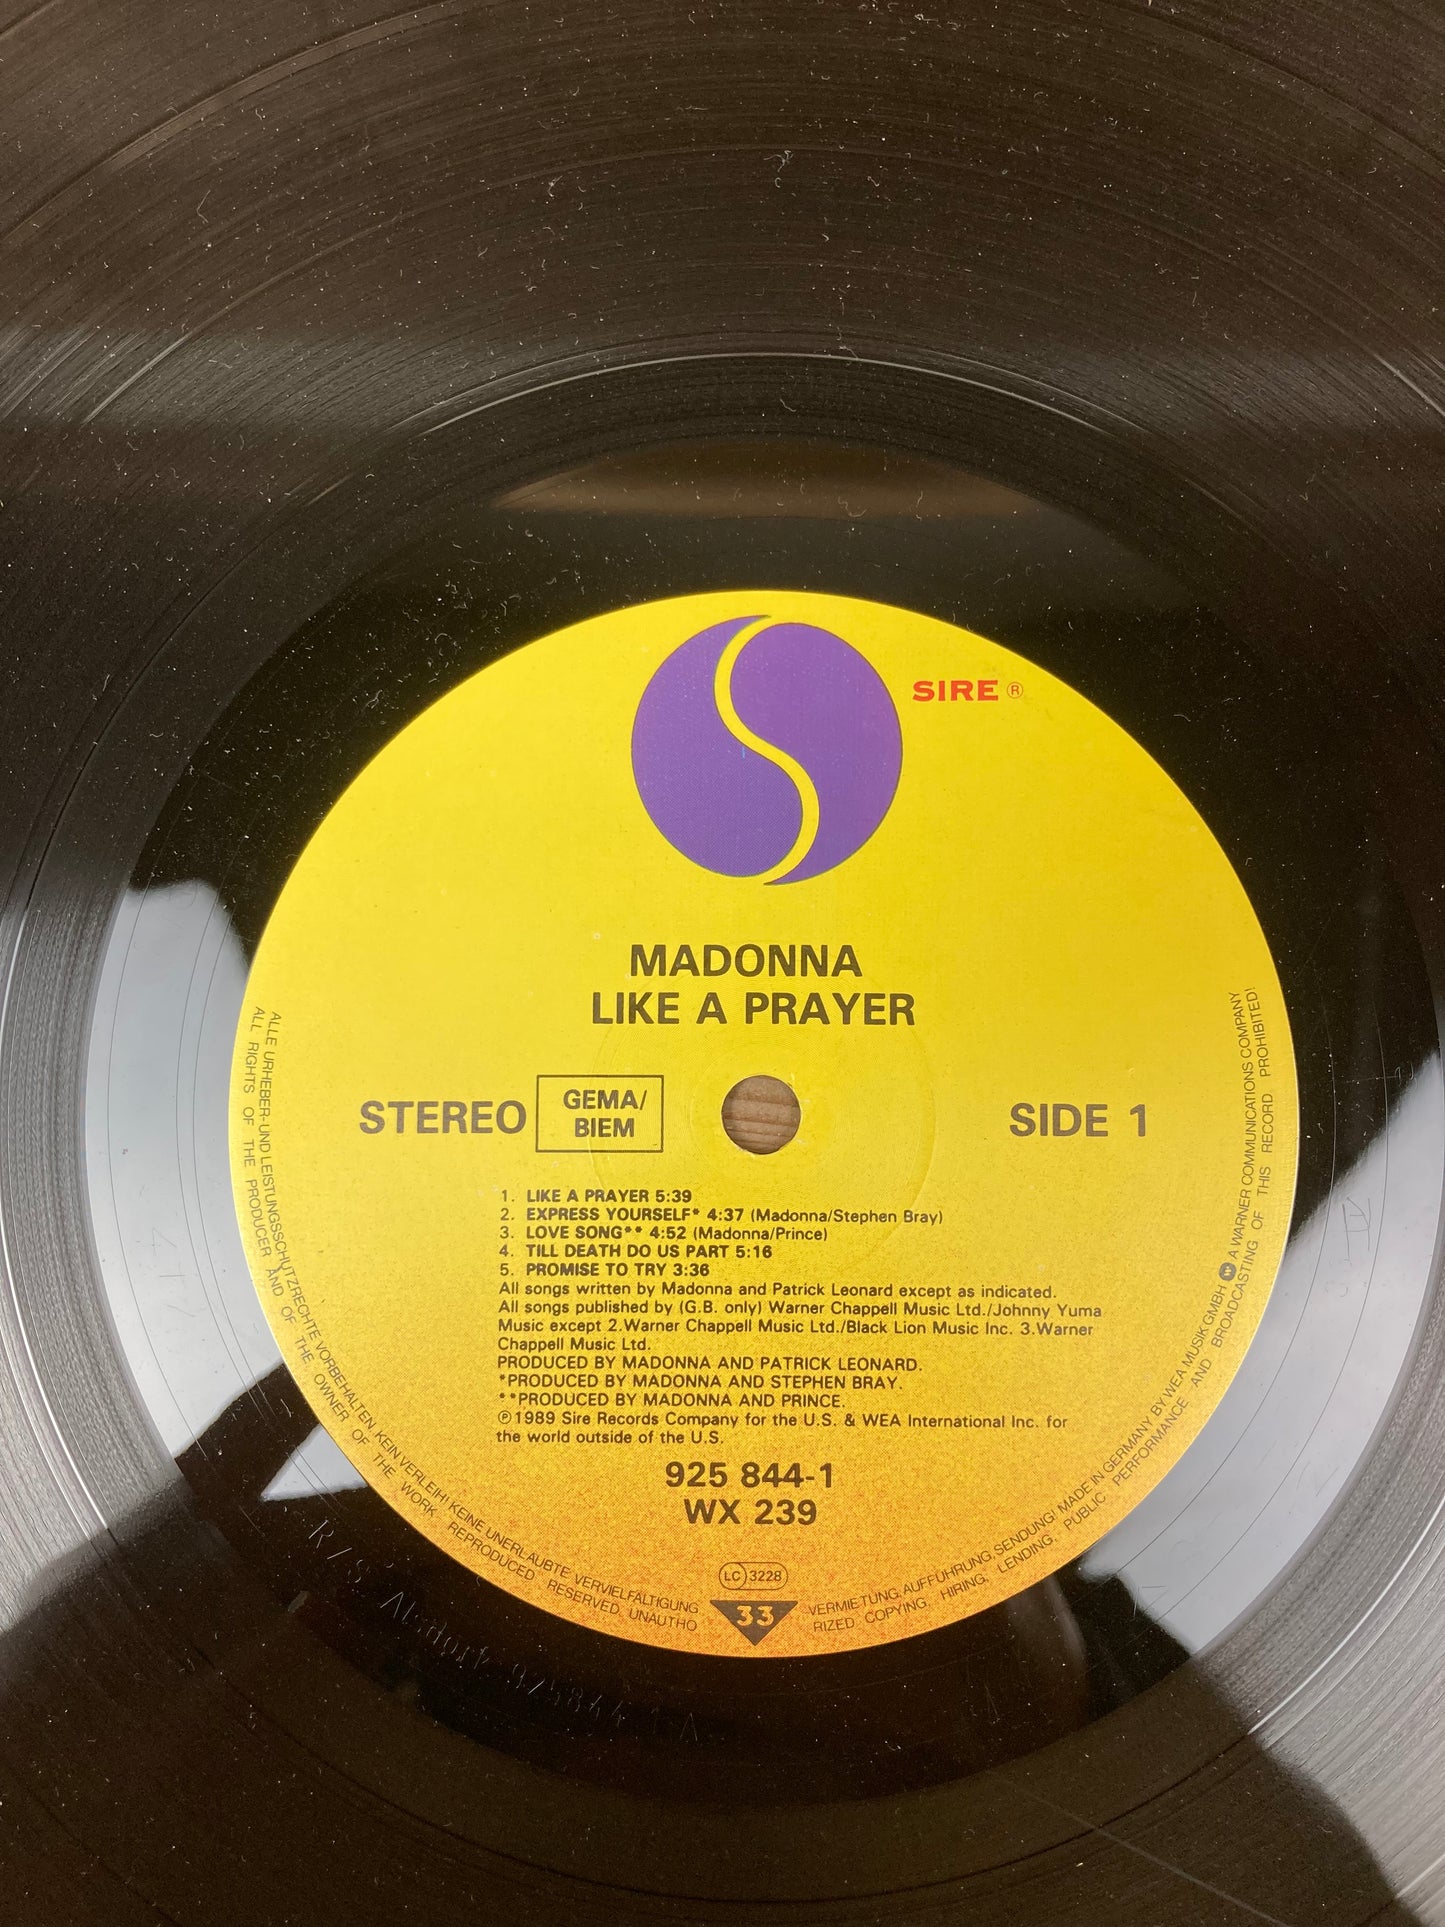 SIRE ®
MADONNA
LIKE A PRAYER
STEREO
GEMA/
BIEM
SIDE 1
1. LIKE A PRAYER 5:39
2. EXPRESS YOURSELF* 4:37 (Madonna/Stephen Bray)
3. LOVE SONG** 4:52 (Madonna/Prince)
4. TILL DEATH DO US PART 5:16
5. PROMISE TO TRY 3:36
All songs written by Madonna and Patrick Leonard except as indicated.
All songs published by (G.B. only) Warner Chappell Music Ltd./Johnny Yuma
Music except 2.Warner Chappell Music Ltd./Black Lion Music Inc. 3.Warner
Chappell Music Ltd.
PRODUCED BY MADONNA AND PATRICK LEONARD.
*PRODUCED BY MADONNA AND STEPHEN BRAY.
**PRODUCED BY MADONNA AND PRINCE.
℗1989 Sire Records Company for the U.S. & WEA International Inc. for
the world outside of the U.S.
925 844-1
WX 239
LC 3228
33
ALLE URHEBER- UND LEISTUNGSSCHUTZRECHTE VORBEHALTEN. KEIN VERLEIH! KEINE UNERLAUBTE VERVIELFÄLTIGUNG
VERMIETUNG, AUFFÜHRUNG, SENDUNG! MADE IN GERMANY BY WEA MUSIK GMBH A WARNER COMMUNICATIONS COMPANY
ALL RIGHTS OF THE PRODUCER AND OF THE OWNER OF THE WORK REPRODUCED RESERVED. UNAUTHO
RIZED COPYING, HIRING, LENDING, PUBLIC PERFORMANCE AND BROADCASTING OF THIS RECORD PROHIBITED!